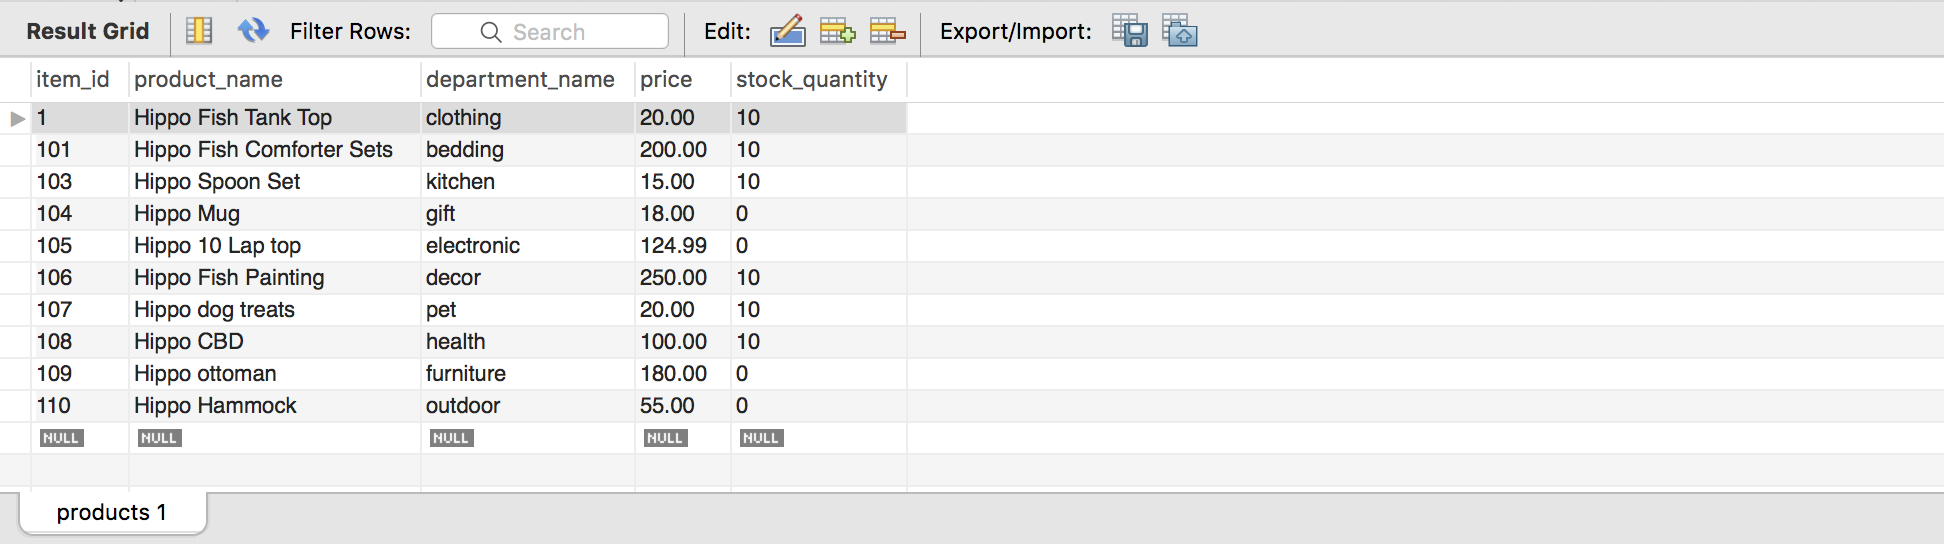 Result Grid Filter Rows: Search Edit: Export/Import:
item_id product_name department_name price stock_quantity
1 Hippo Fish Tank Top clothing 20.00 10
101 Hippo Fish Comforter Sets bedding 200.00 10
103 Hippo Spoon Set kitchen 15.00 10
104 Hippo Mug gift 18.00 0
105 Hippo 10 Lap top electronic 124.99 0
106 Hippo Fish Painting decor 250.00 10
107 Hippo dog treats pet 20.00 10
108 Hippo CBD health 100.00 10
109 Hippo ottoman furniture 180.00 0
110 Hippo Hammock outdoor 55.00 0
NULL NULL NULL NULL NULL
products 1